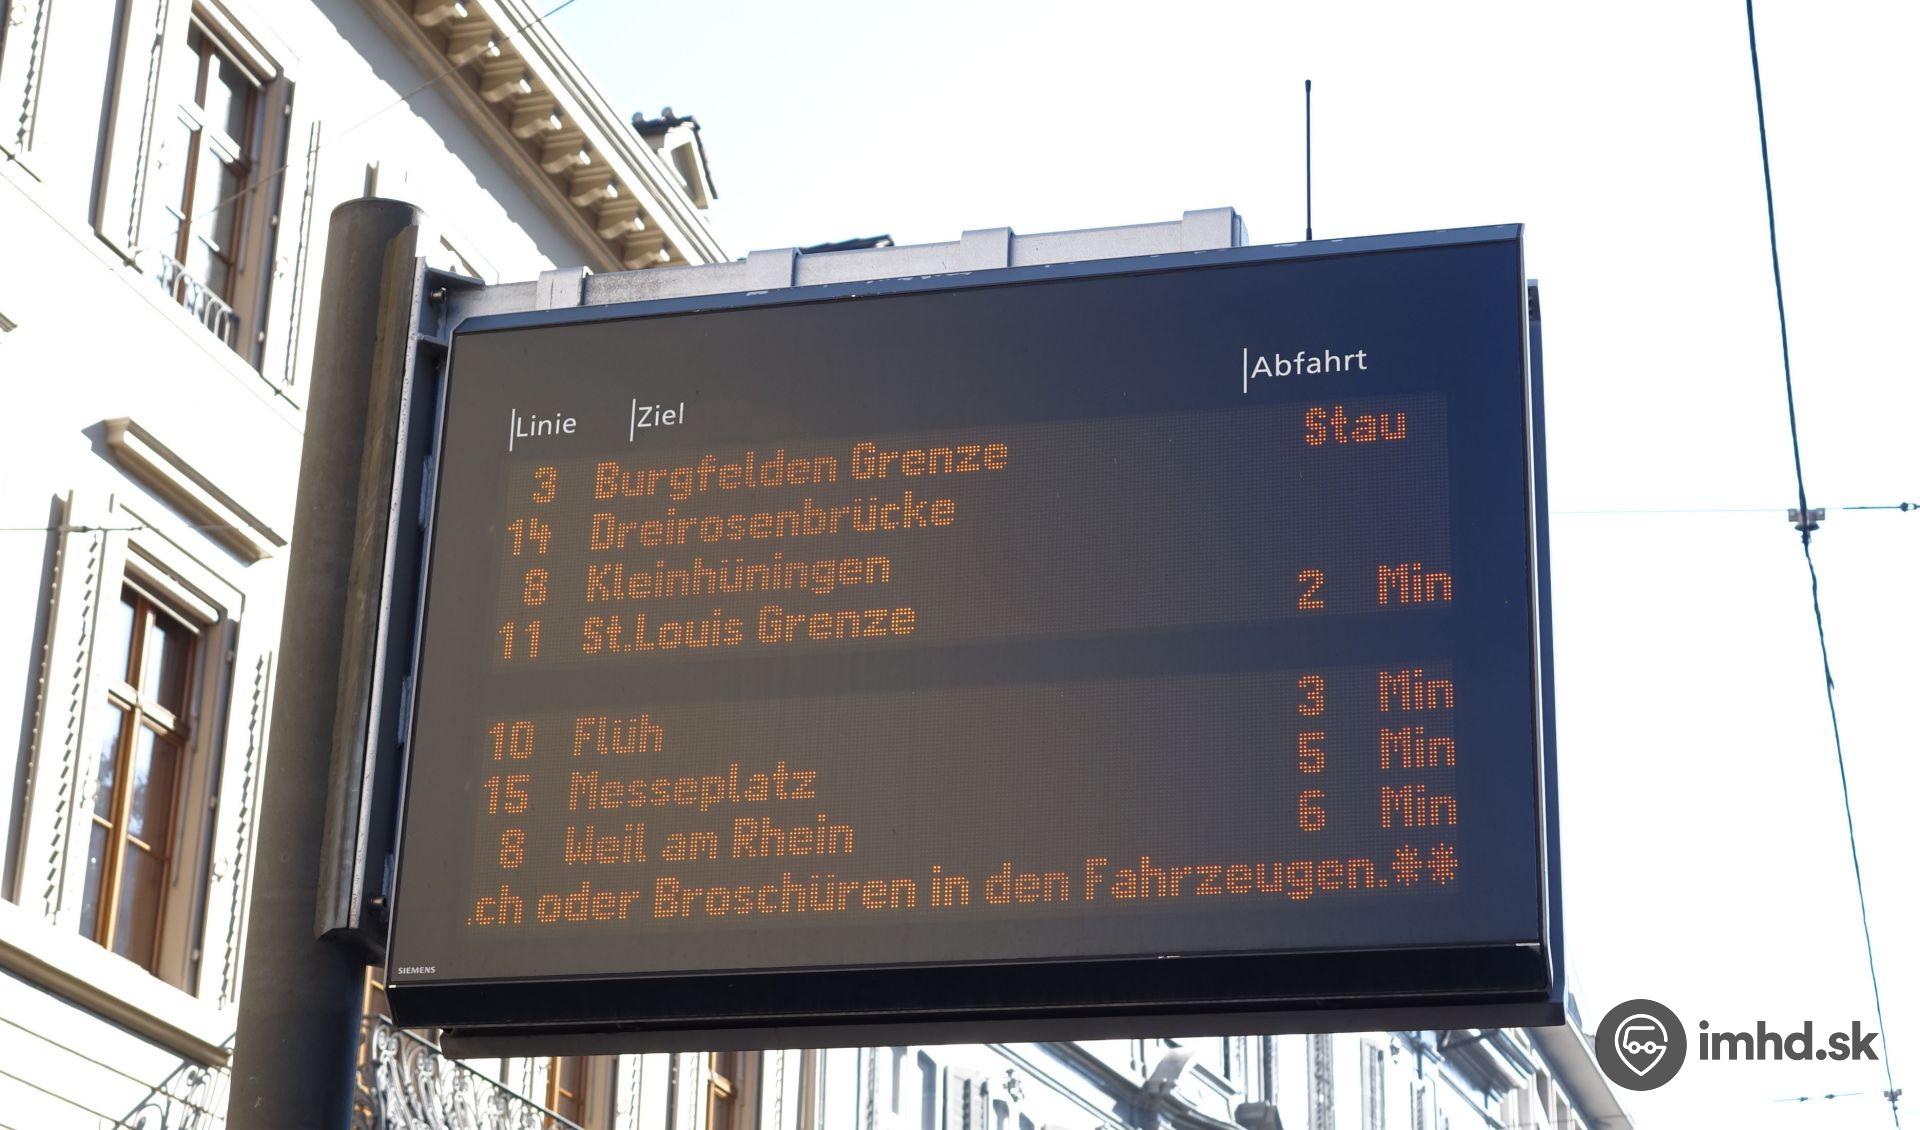 Linie Ziel Abfahrt
3 Burgfelden Grenze Stau
14 Dreirosenbrücke
8 Kleinhüningen
11 St.Louis Grenze 2 Min
10 Flüh 3 Min
15 Messeplatz 5 Min
8 Weil am Rhein 6 Min
.ch oder Broschüren in den Fahrzeugen.**
SIEMENS
imhd.sk